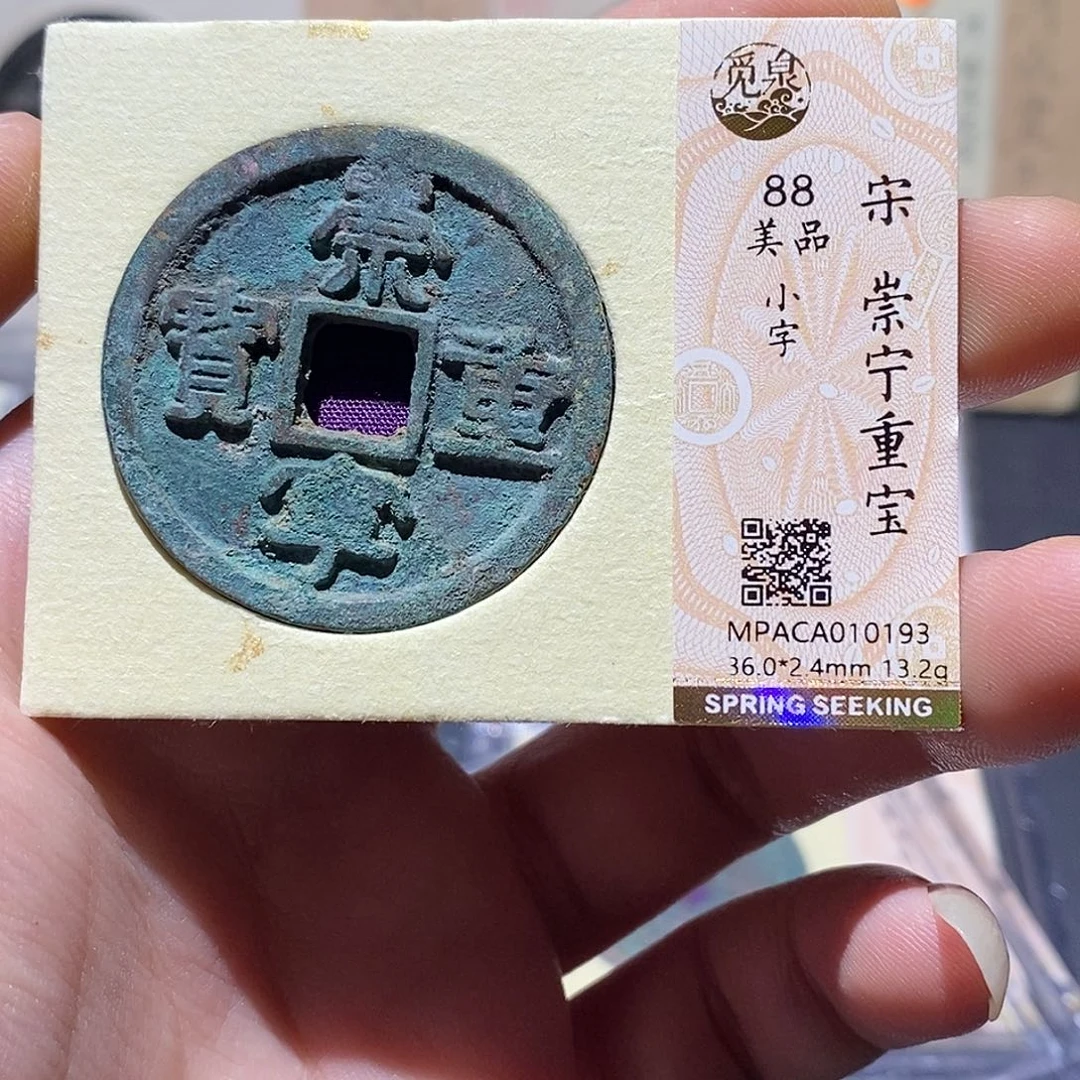 崇
重
寧
寳
觅泉
88
美品
小字
宋 崇宁重宝
MPACA010193
36.0*2.4mm 13.2g
SPRING SEEKING